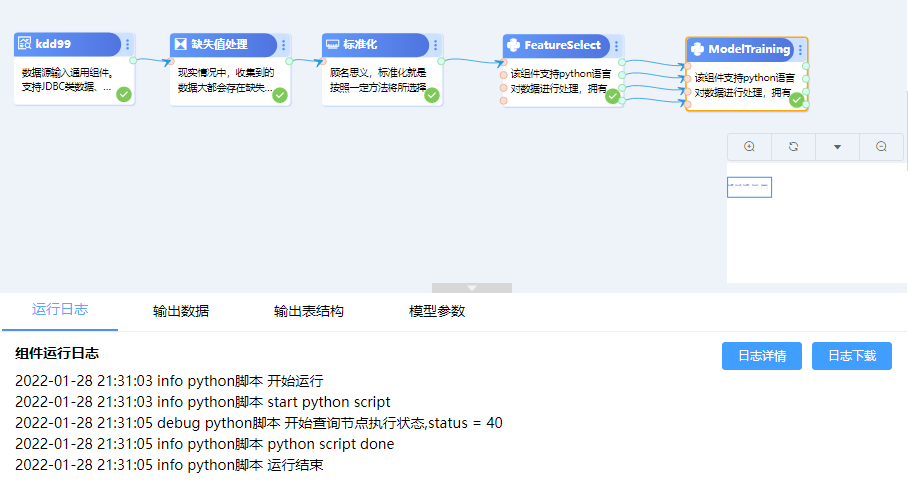 kdd99
数据源输入通用组件。
支持JDBC类数据、...
缺失值处理
现实情况中，收集到的
数据大都会存在缺失...
标准化
顾名思义，标准化就是
按照一定方法将所选择
FeatureSelect
该组件支持python语言
对数据进行处理，拥有
ModelTraining
该组件支持python语言
对数据进行处理，拥有
运行日志
输出数据
输出表结构
模型参数
组件运行日志
日志详情
日志下载
2022-01-28 21:31:03 info python脚本 开始运行
2022-01-28 21:31:03 info python脚本 start python script
2022-01-28 21:31:05 debug python脚本 开始查询节点执行状态,status = 40
2022-01-28 21:31:05 info python脚本 python script done
2022-01-28 21:31:05 info python脚本 运行结束